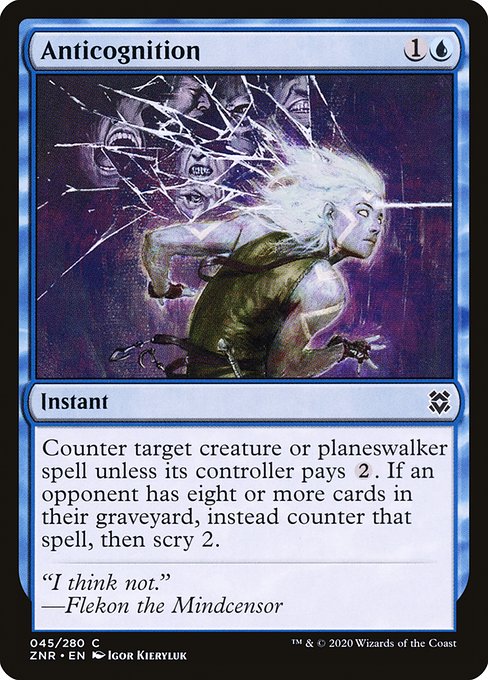 Anticognition 1
Instant
Counter target creature or planeswalker
spell unless its controller pays 2. If an
opponent has eight or more cards in
their graveyard, instead counter that
spell, then scry 2.
“I think not.”
—Flekon the Mindcensor
045/280 C
ZNR • EN Igor Kieryluk
™ & © 2020 Wizards of the Coast